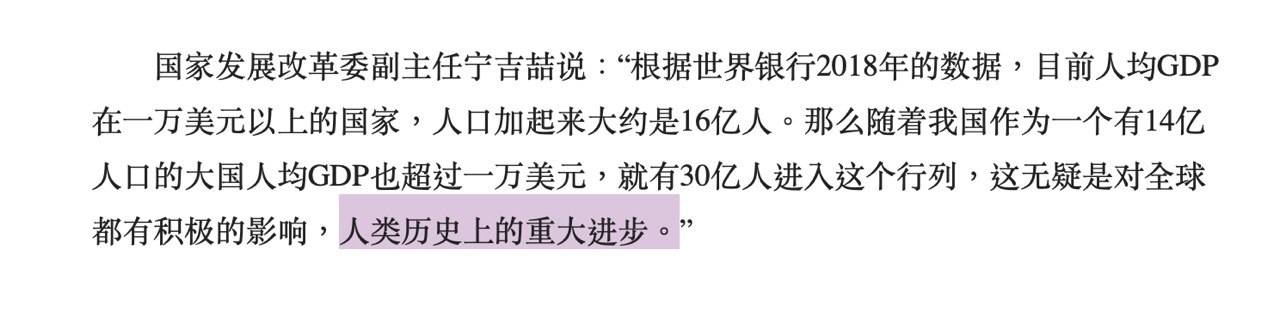 国家发展改革委副主任宁吉喆说：“根据世界银行2018年的数据，目前人均GDP
在一万美元以上的国家，人口加起来大约是16亿人。那么随着我国作为一个有14亿
人口的大国人均GDP也超过一万美元，就有30亿人进入这个行列，这无疑是对全球
都有积极的影响，人类历史上的重大进步。”